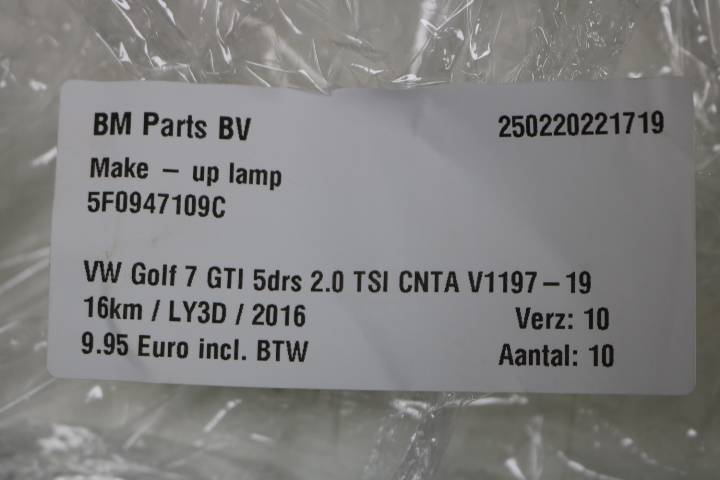 BM Parts BV 250220221719
Make – up lamp
5F0947109C
VW Golf 7 GTI 5drs 2.0 TSI CNTA V1197–19
16km / LY3D / 2016 Verz: 10
9.95 Euro incl. BTW Aantal: 10